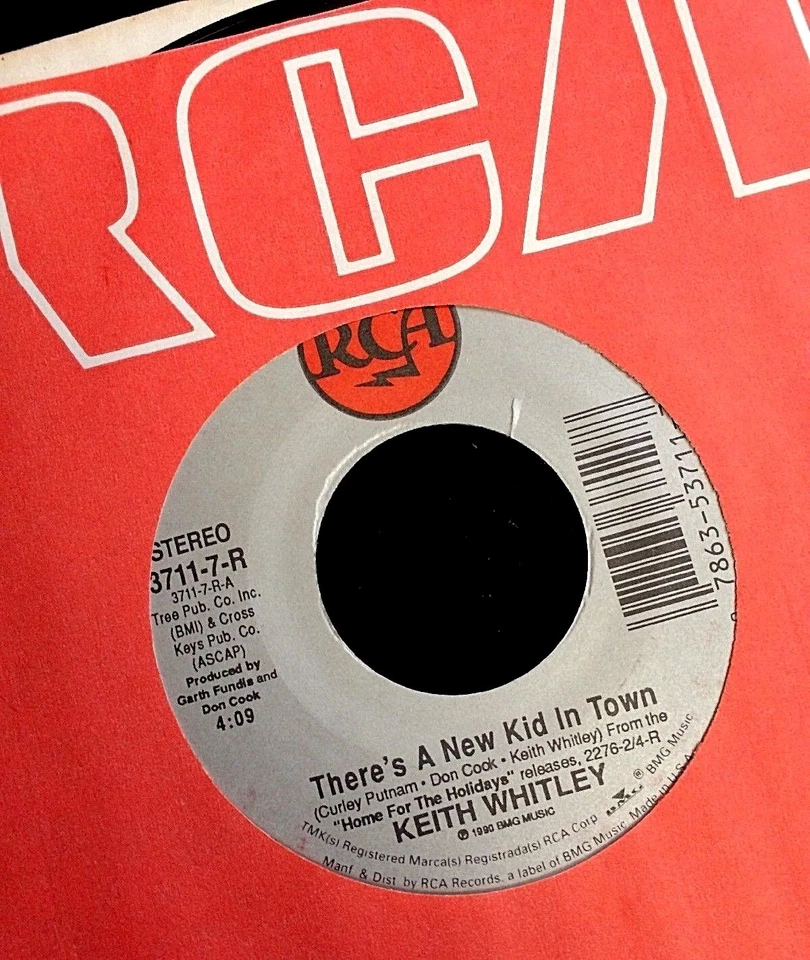 RCA
RCA
STEREO
3711-7-R
3711-7-R-A
Tree Pub. Co. Inc.
(BMI) & Cross
Keys Pub. Co.
(ASCAP)
Produced by
Garth Fundis and
Don Cook
4:09
7863-53711
There's A New Kid In Town
(Curley Putnam • Don Cook • Keith Whitley) From the
"Home For The Holidays" releases, 2276-2/4-R
KEITH WHITLEY
℗ 1990 BMG MUSIC
TMK(s) Registered Marca(s) Registrada(s) RCA Corp BMG ® BMG Music
Manf & Dist by RCA Records, a label of BMG Music. Made in U.S.A.